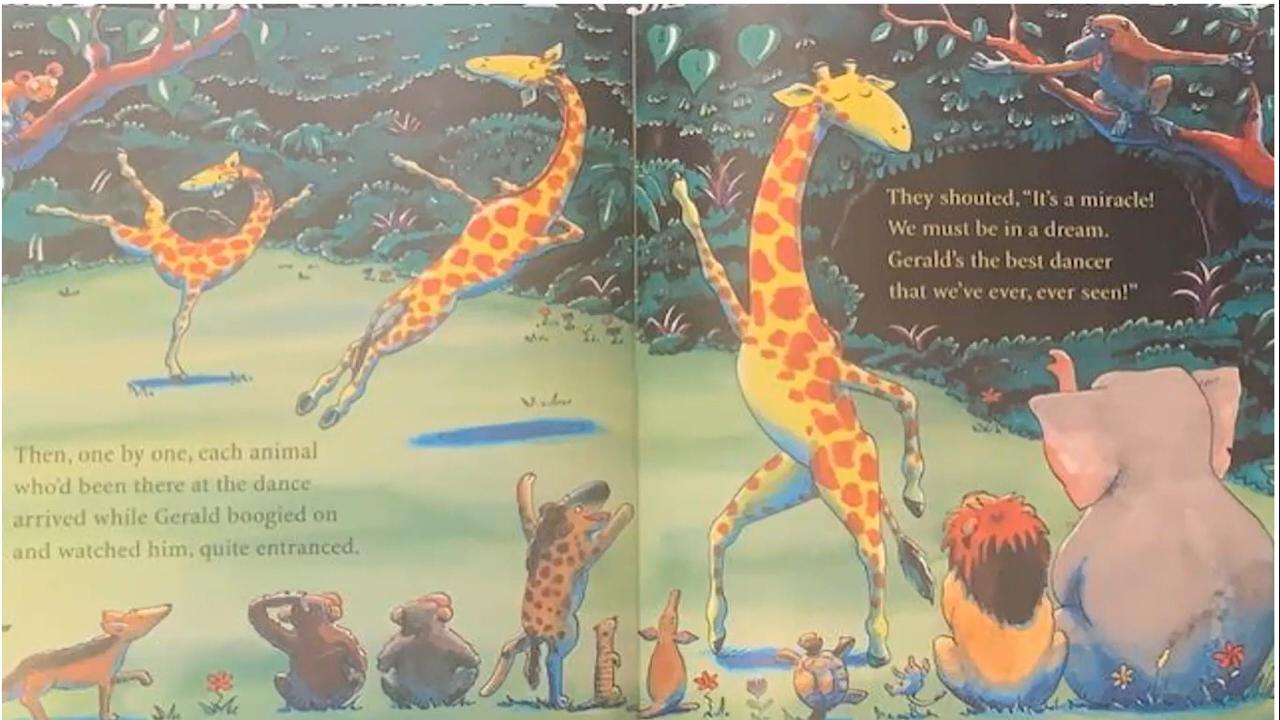 Then, one by one, each animal
who'd been there at the dance
arrived while Gerald boogied on
and watched him, quite entranced.
They shouted, "It's a miracle!
We must be in a dream.
Gerald's the best dancer
that we've ever, ever seen!"